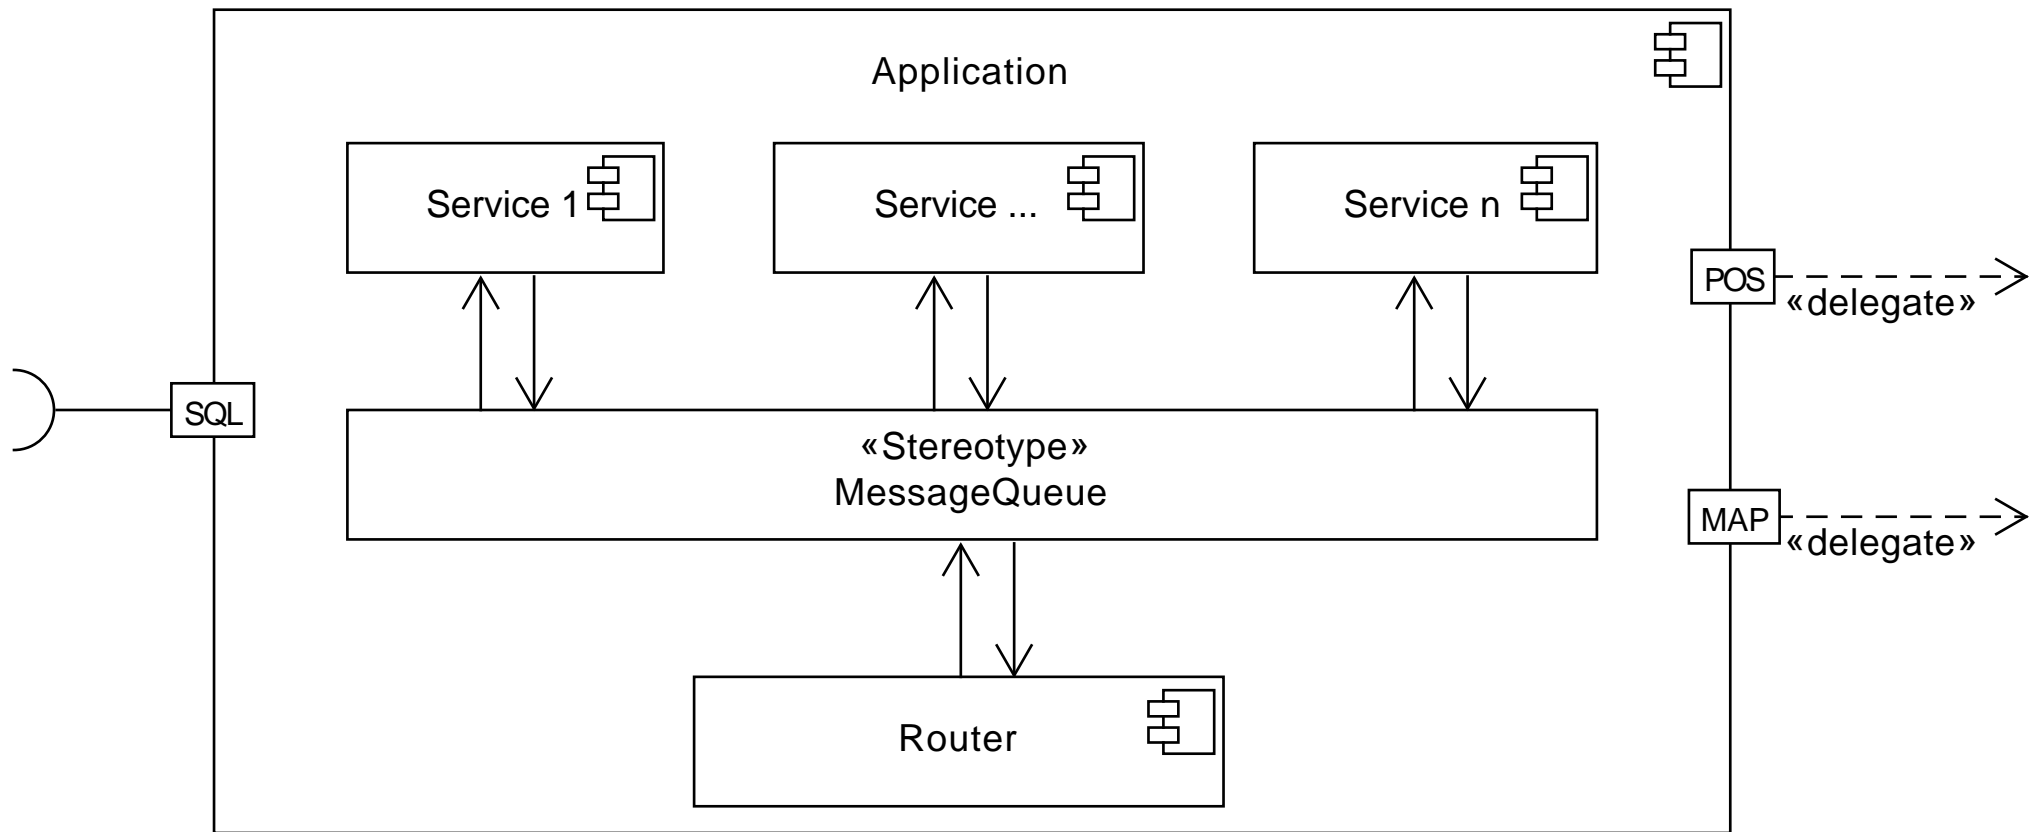 Application
Service 1
Service ...
Service n
POS
«delegate»
SQL
«Stereotype»
MessageQueue
MAP
«delegate»
Router